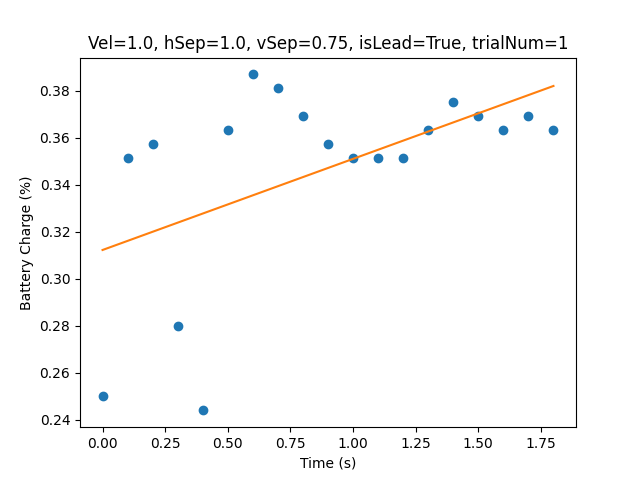 Vel=1.0, hSep=1.0, vSep=0.75, isLead=True, trialNum=1
0.38
0.36
0.34
0.32
0.30
0.28
0.26
0.24
Battery Charge (%)
0.00 0.25 0.50 0.75 1.00 1.25 1.50 1.75
Time (s)